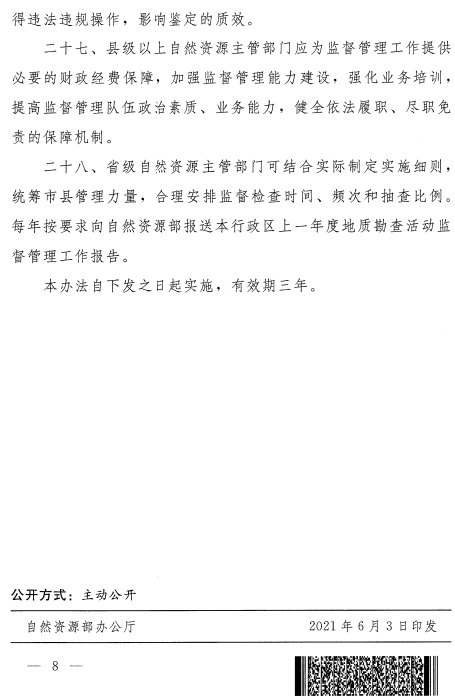 得违法违规操作，影响鉴定的质效。
二十七、县级以上自然资源主管部门应为监督管理工作提供
必要的财政经费保障，加强监督管理能力建设，强化业务培训，
提高监督管理队伍政治素质、业务能力，健全依法履职、尽职免
责的保障机制。
二十八、省级自然资源主管部门可结合实际制定实施细则，
统筹市县管理力量，合理安排监督检查时间、频次和抽查比例。
每年按要求向自然资源部报送本行政区上一年度地质勘查活动监
督管理工作报告。
本办法自下发之日起实施，有效期三年。
公开方式：主动公开
自然资源部办公厅 2021 年 6 月 3 日印发
— 8 —